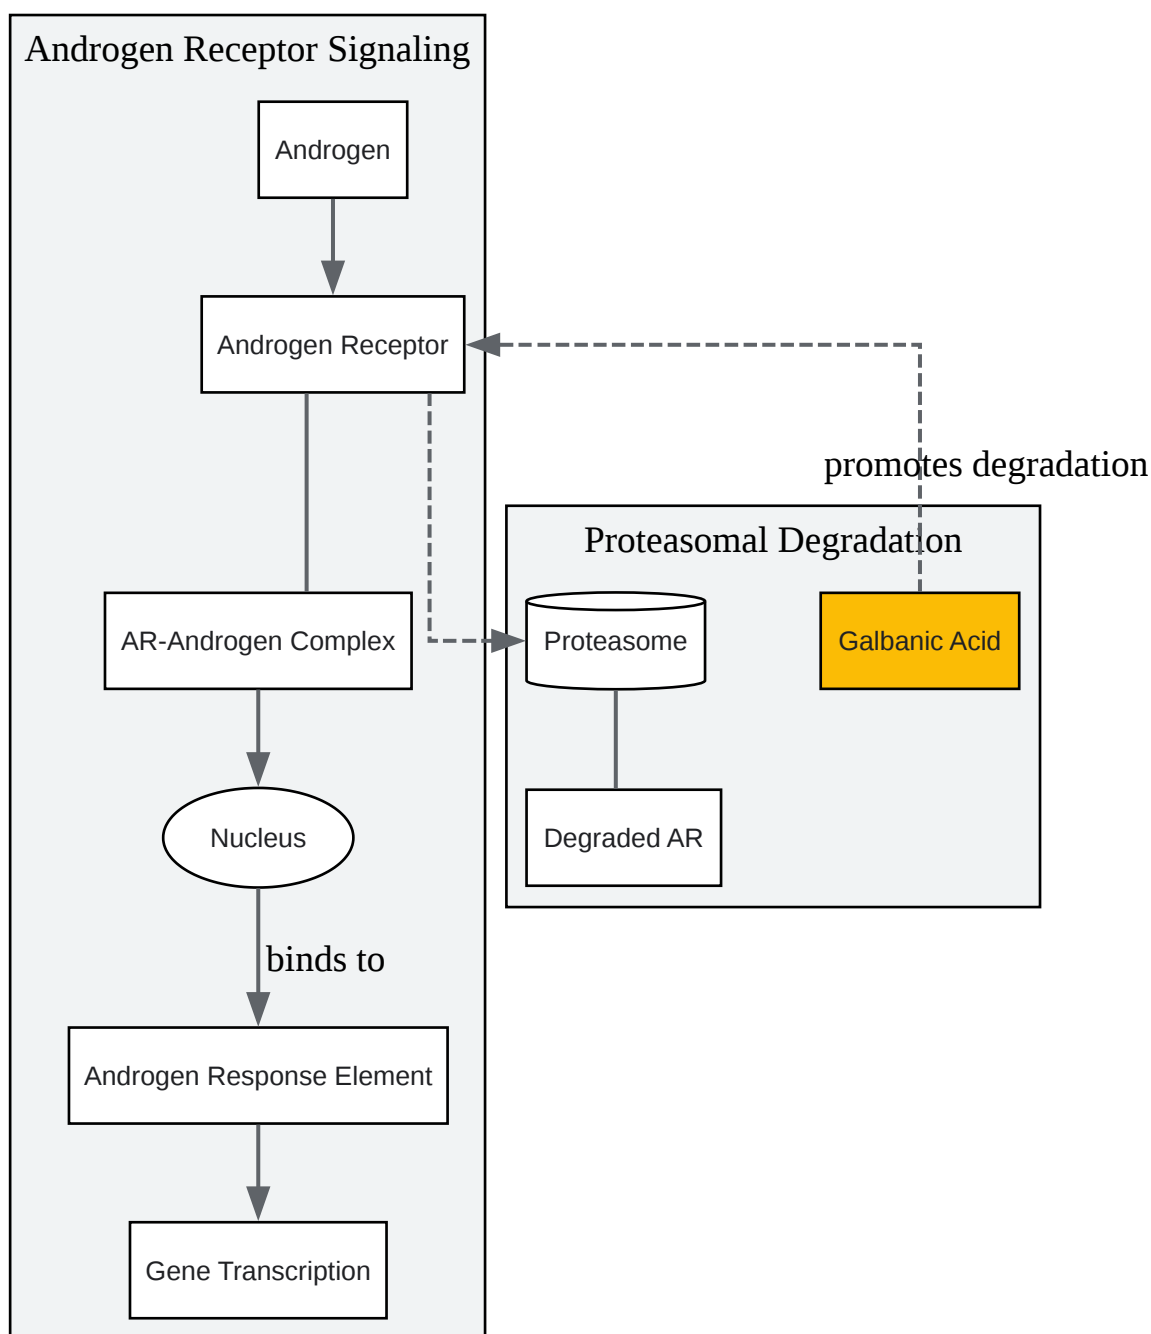 Androgen Receptor Signaling
Androgen
Androgen Receptor
promotes degradation
Proteasomal Degradation
AR-Androgen Complex
Proteasome
Galbanic Acid
Nucleus
Degraded AR
binds to
Androgen Response Element
Gene Transcription